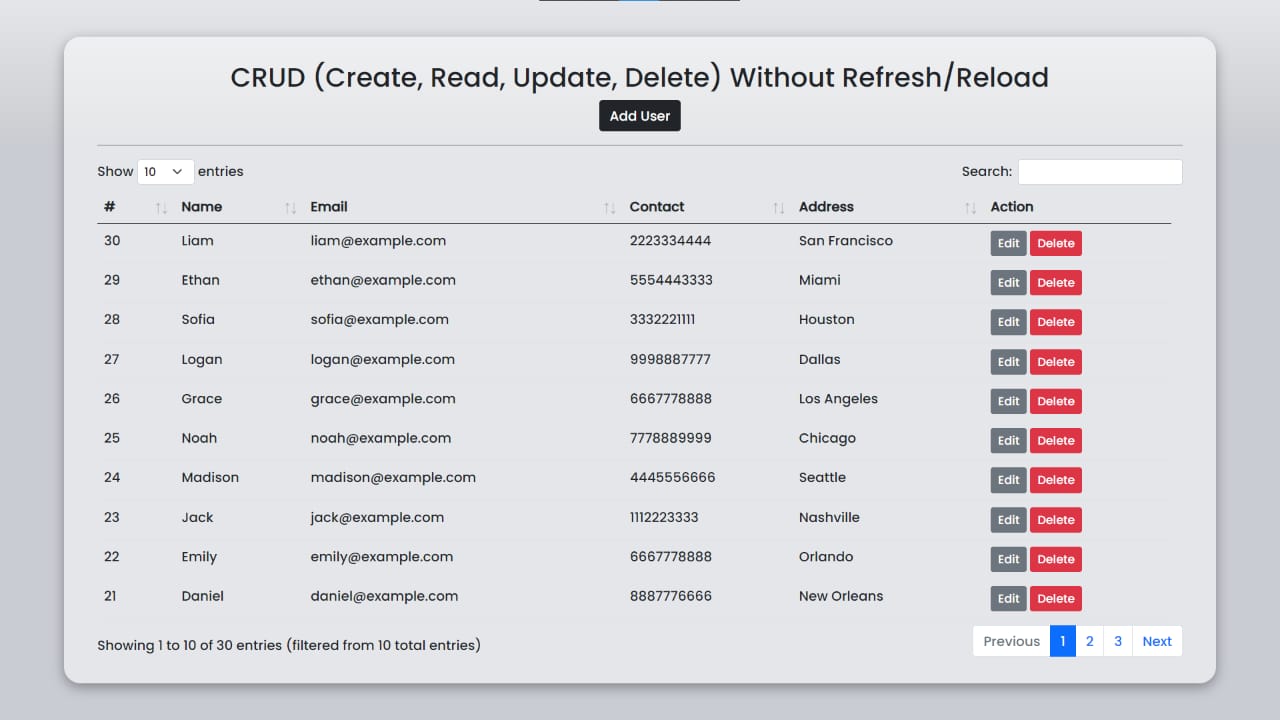 CRUD (Create, Read, Update, Delete) Without Refresh/Reload
Add User
Show 10 entries Search:
# Name Email Contact Address Action
30 Liam liam@example.com 2223334444 San Francisco Edit Delete
29 Ethan ethan@example.com 5554443333 Miami Edit Delete
28 Sofia sofia@example.com 3332221111 Houston Edit Delete
27 Logan logan@example.com 9998887777 Dallas Edit Delete
26 Grace grace@example.com 6667778888 Los Angeles Edit Delete
25 Noah noah@example.com 7778889999 Chicago Edit Delete
24 Madison madison@example.com 4445556666 Seattle Edit Delete
23 Jack jack@example.com 1112223333 Nashville Edit Delete
22 Emily emily@example.com 6667778888 Orlando Edit Delete
21 Daniel daniel@example.com 8887776666 New Orleans Edit Delete
Showing 1 to 10 of 30 entries (filtered from 10 total entries) Previous 1 2 3 Next